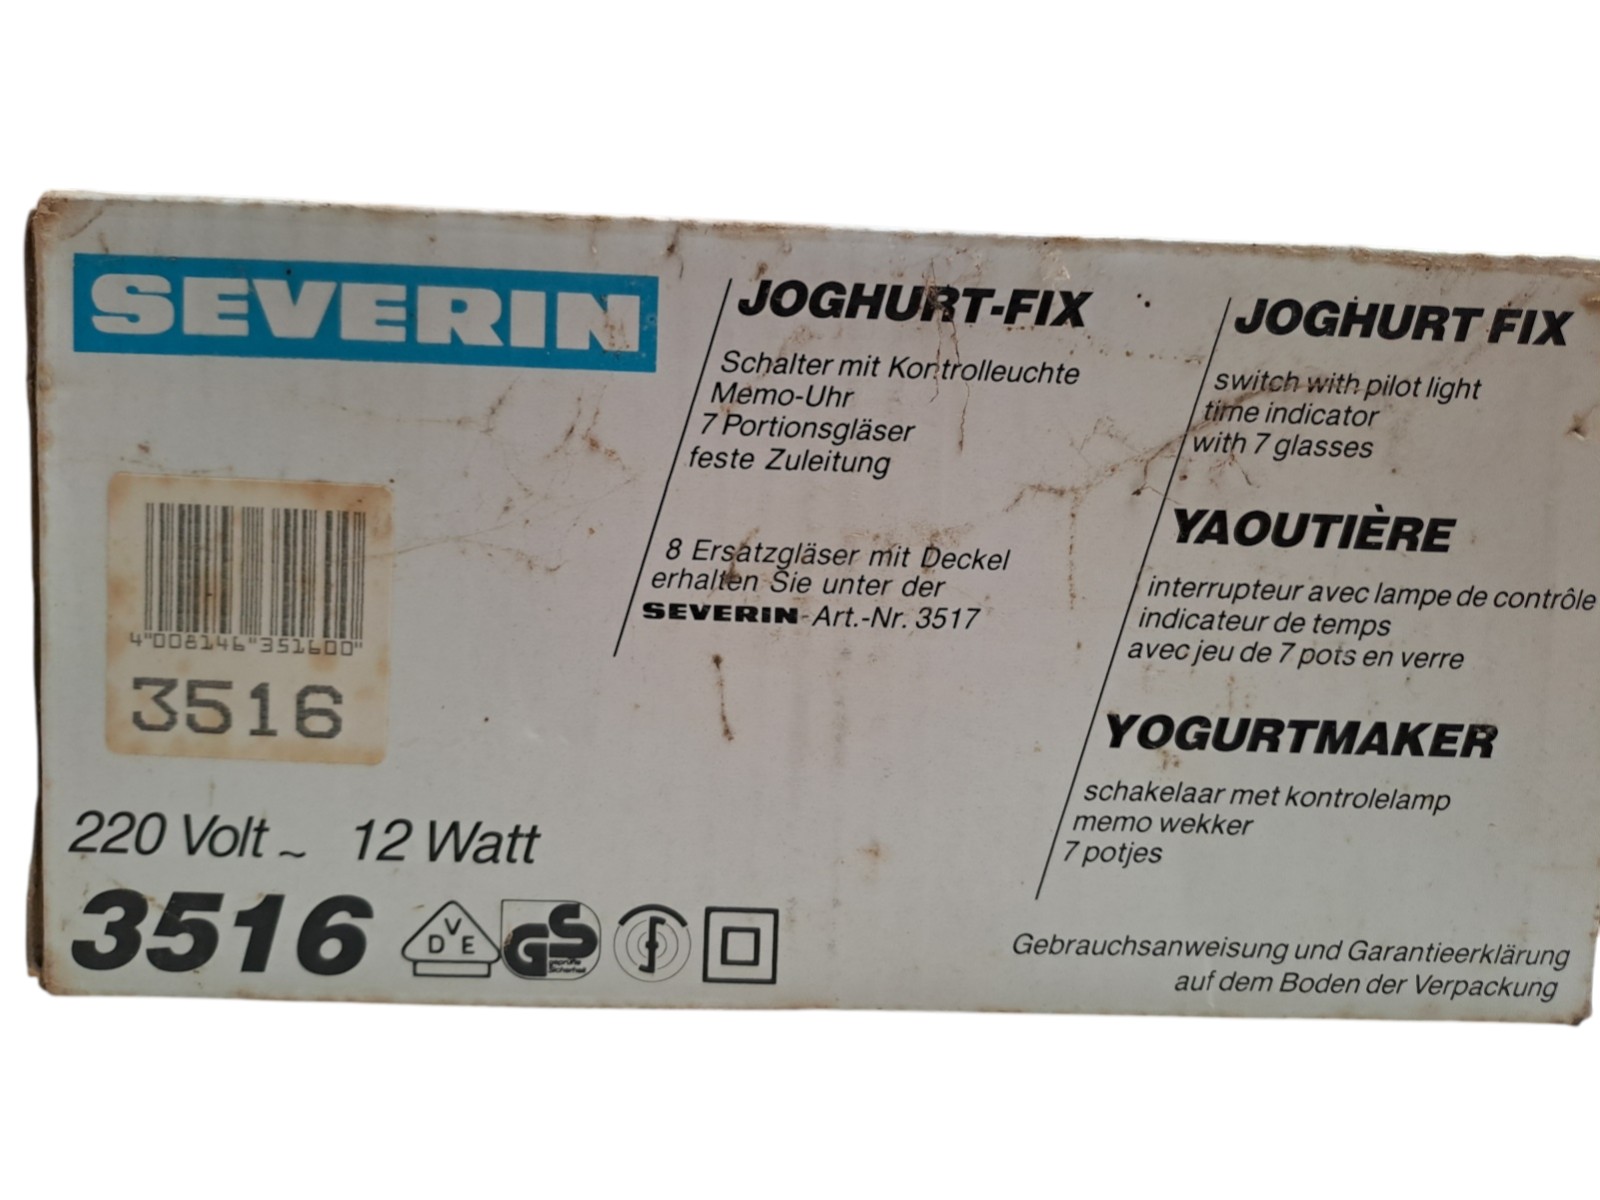 SEVERIN
4"008146"351600"
3516
220 Volt ~ 12 Watt
3516
VDE
GS
geprüfte
Sicherheit
JOGHURT-FIX
Schalter mit Kontrolleuchte
Memo-Uhr
7 Portionsgläser
feste Zuleitung
8 Ersatzgläser mit Deckel
erhalten Sie unter der
SEVERIN-Art.-Nr. 3517
JOGHURT FIX
switch with pilot light
time indicator
with 7 glasses
YAOUTIÈRE
interrupteur avec lampe de contrôle
indicateur de temps
avec jeu de 7 pots en verre
YOGURTMAKER
schakelaar met kontrolelamp
memo wekker
7 potjes
Gebrauchsanweisung und Garantieerklärung
auf dem Boden der Verpackung